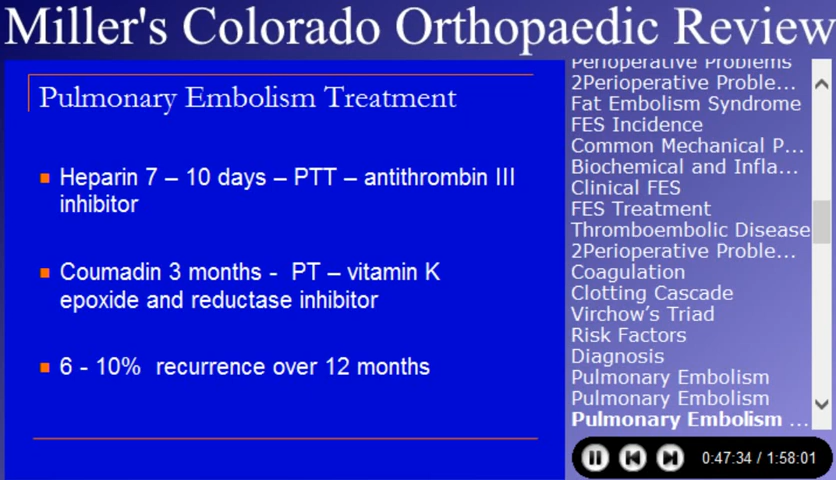 Miller's Colorado Orthopaedic Review
Pulmonary Embolism Treatment
Heparin 7 – 10 days – PTT – antithrombin III
inhibitor
Coumadin 3 months - PT – vitamin K
epoxide and reductase inhibitor
6 - 10% recurrence over 12 months
Perioperative Problems
2Perioperative Proble...
Fat Embolism Syndrome
FES Incidence
Common Mechanical P...
Biochemical and Infla...
Clinical FES
FES Treatment
Thromboembolic Disease
2Perioperative Proble...
Coagulation
Clotting Cascade
Virchow's Triad
Risk Factors
Diagnosis
Pulmonary Embolism
Pulmonary Embolism
Pulmonary Embolism ...
0:47:34 / 1:58:01